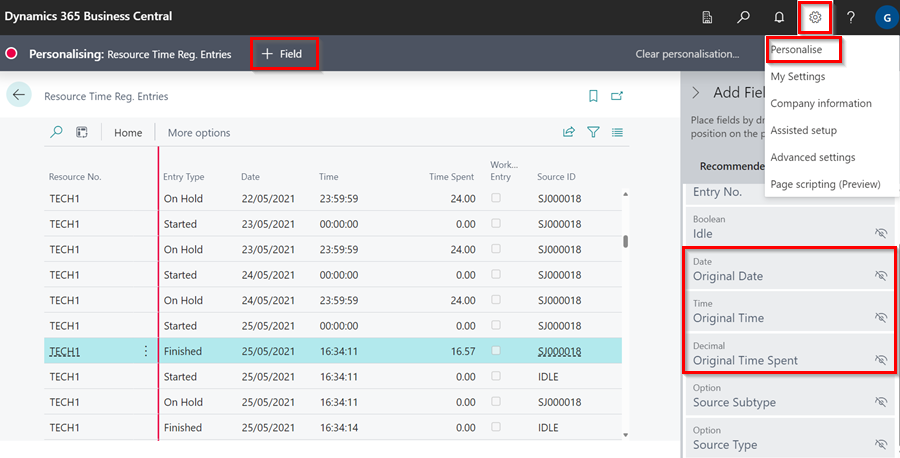 Dynamics 365 Business Central
?
G
Personalising: Resource Time Reg. Entries
+ Field
Clear personalisation...
Personalise
My Settings
Company information
Assisted setup
Advanced settings
Page scripting (Preview)
Resource Time Reg. Entries
Add Fiel
Place fields by dr
position on the p
Recommende
Home
More options
Resource No. Entry Type Date Time Time Spent Work... Entry Source ID
TECH1 On Hold 22/05/2021 23:59:59 24.00 SJ000018
TECH1 Started 23/05/2021 00:00:00 0.00 SJ000018
TECH1 On Hold 23/05/2021 23:59:59 24.00 SJ000018
TECH1 Started 24/05/2021 00:00:00 0.00 SJ000018
TECH1 On Hold 24/05/2021 23:59:59 24.00 SJ000018
TECH1 Started 25/05/2021 00:00:00 0.00 SJ000018
TECH1 Finished 25/05/2021 16:34:11 16.57 SJ000018
TECH1 Started 25/05/2021 16:34:11 0.00 IDLE
TECH1 On Hold 25/05/2021 16:34:11 0.00 SJ000018
TECH1 Finished 25/05/2021 16:34:14 0.00 IDLE
Entry No.
Boolean
Idle
Date
Original Date
Time
Original Time
Decimal
Original Time Spent
Option
Source Subtype
Option
Source Type